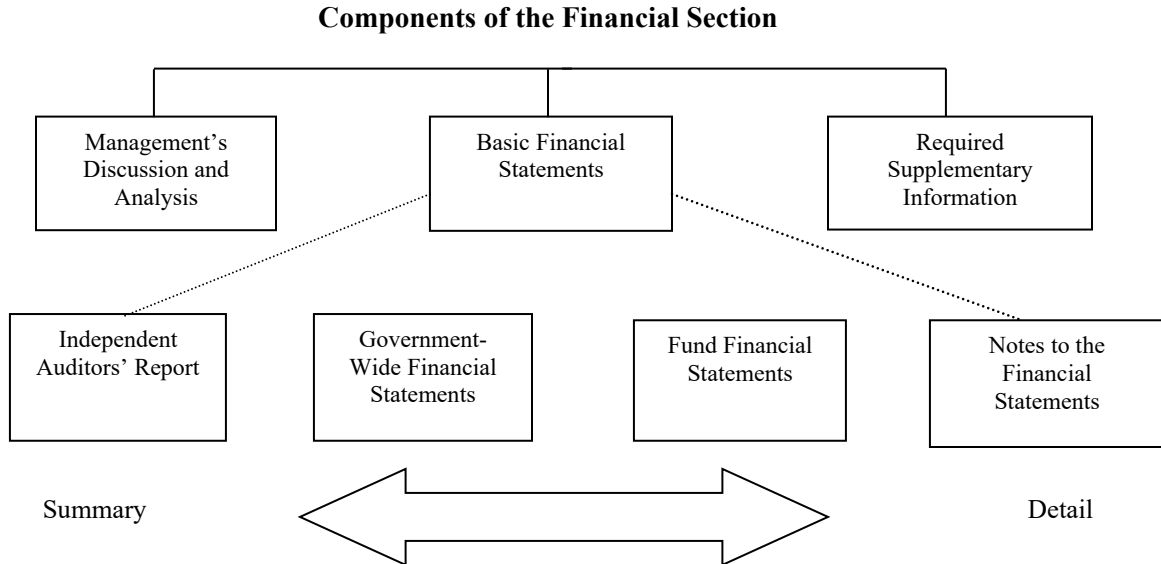 Components of the Financial Section
Management’s
Discussion and
Analysis
Basic Financial
Statements
Required
Supplementary
Information
Independent
Auditors’ Report
Government-
Wide Financial
Statements
Fund Financial
Statements
Notes to the
Financial
Statements
Summary
Detail